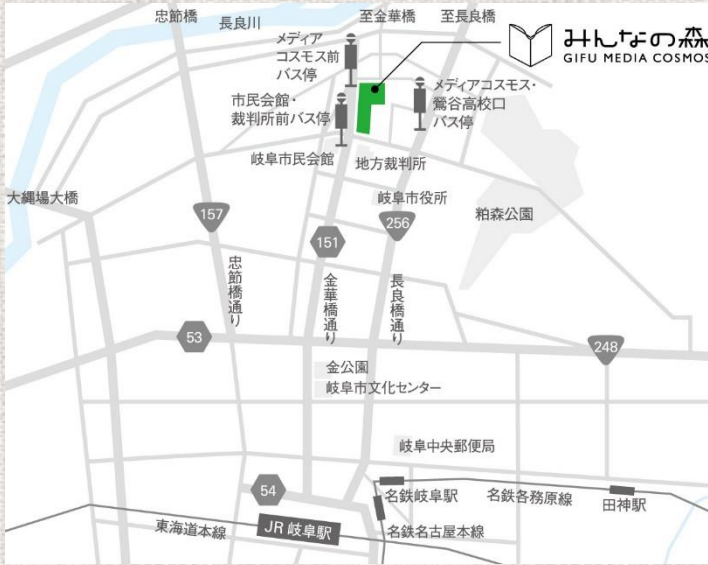 忠節橋
長良川
至金華橋
至長良橋
メディア
コスモス前
バス停
みんなの森
GIFU MEDIA COSMOS
市民会館・
裁判所前バス停
メディアコスモス・
鶯谷高校口
バス停
岐阜市民会館
地方裁判所
大縄場大橋
岐阜市役所
粕森公園
157
256
151
忠節橋通り
金華橋通り
長良橋通り
53
248
金公園
岐阜市文化センター
岐阜中央郵便局
54
名鉄岐阜駅
名鉄各務原線
田神駅
東海道本線
JR岐阜駅
名鉄名古屋本線